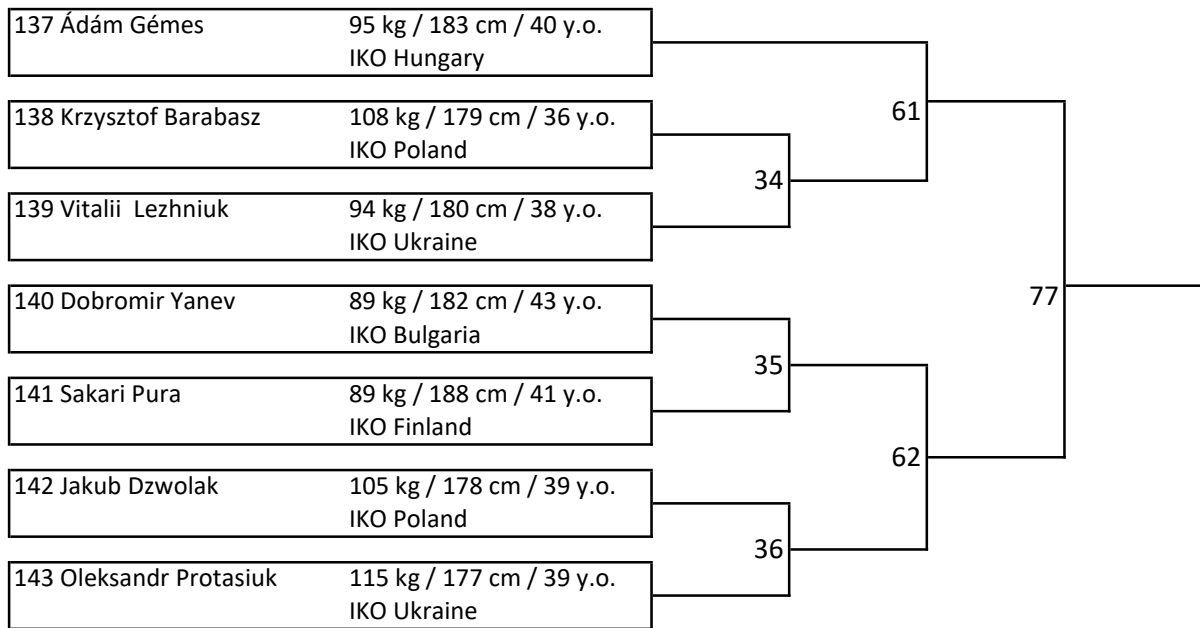 137 Ádám Gémes 95 kg / 183 cm / 40 y.o.
IKO Hungary
138 Krzysztof Barabasz 108 kg / 179 cm / 36 y.o.
61
IKO Poland
34
139 Vitalii  Lezhniuk 94 kg / 180 cm / 38 y.o.
IKO Ukraine
140 Dobromir Yanev 89 kg / 182 cm / 43 y.o.
77
IKO Bulgaria
35
141 Sakari Pura 89 kg / 188 cm / 41 y.o.
IKO Finland
62
142 Jakub Dzwolak 105 kg / 178 cm / 39 y.o.
IKO Poland
36
143 Oleksandr Protasiuk 115 kg / 177 cm / 39 y.o.
IKO Ukraine